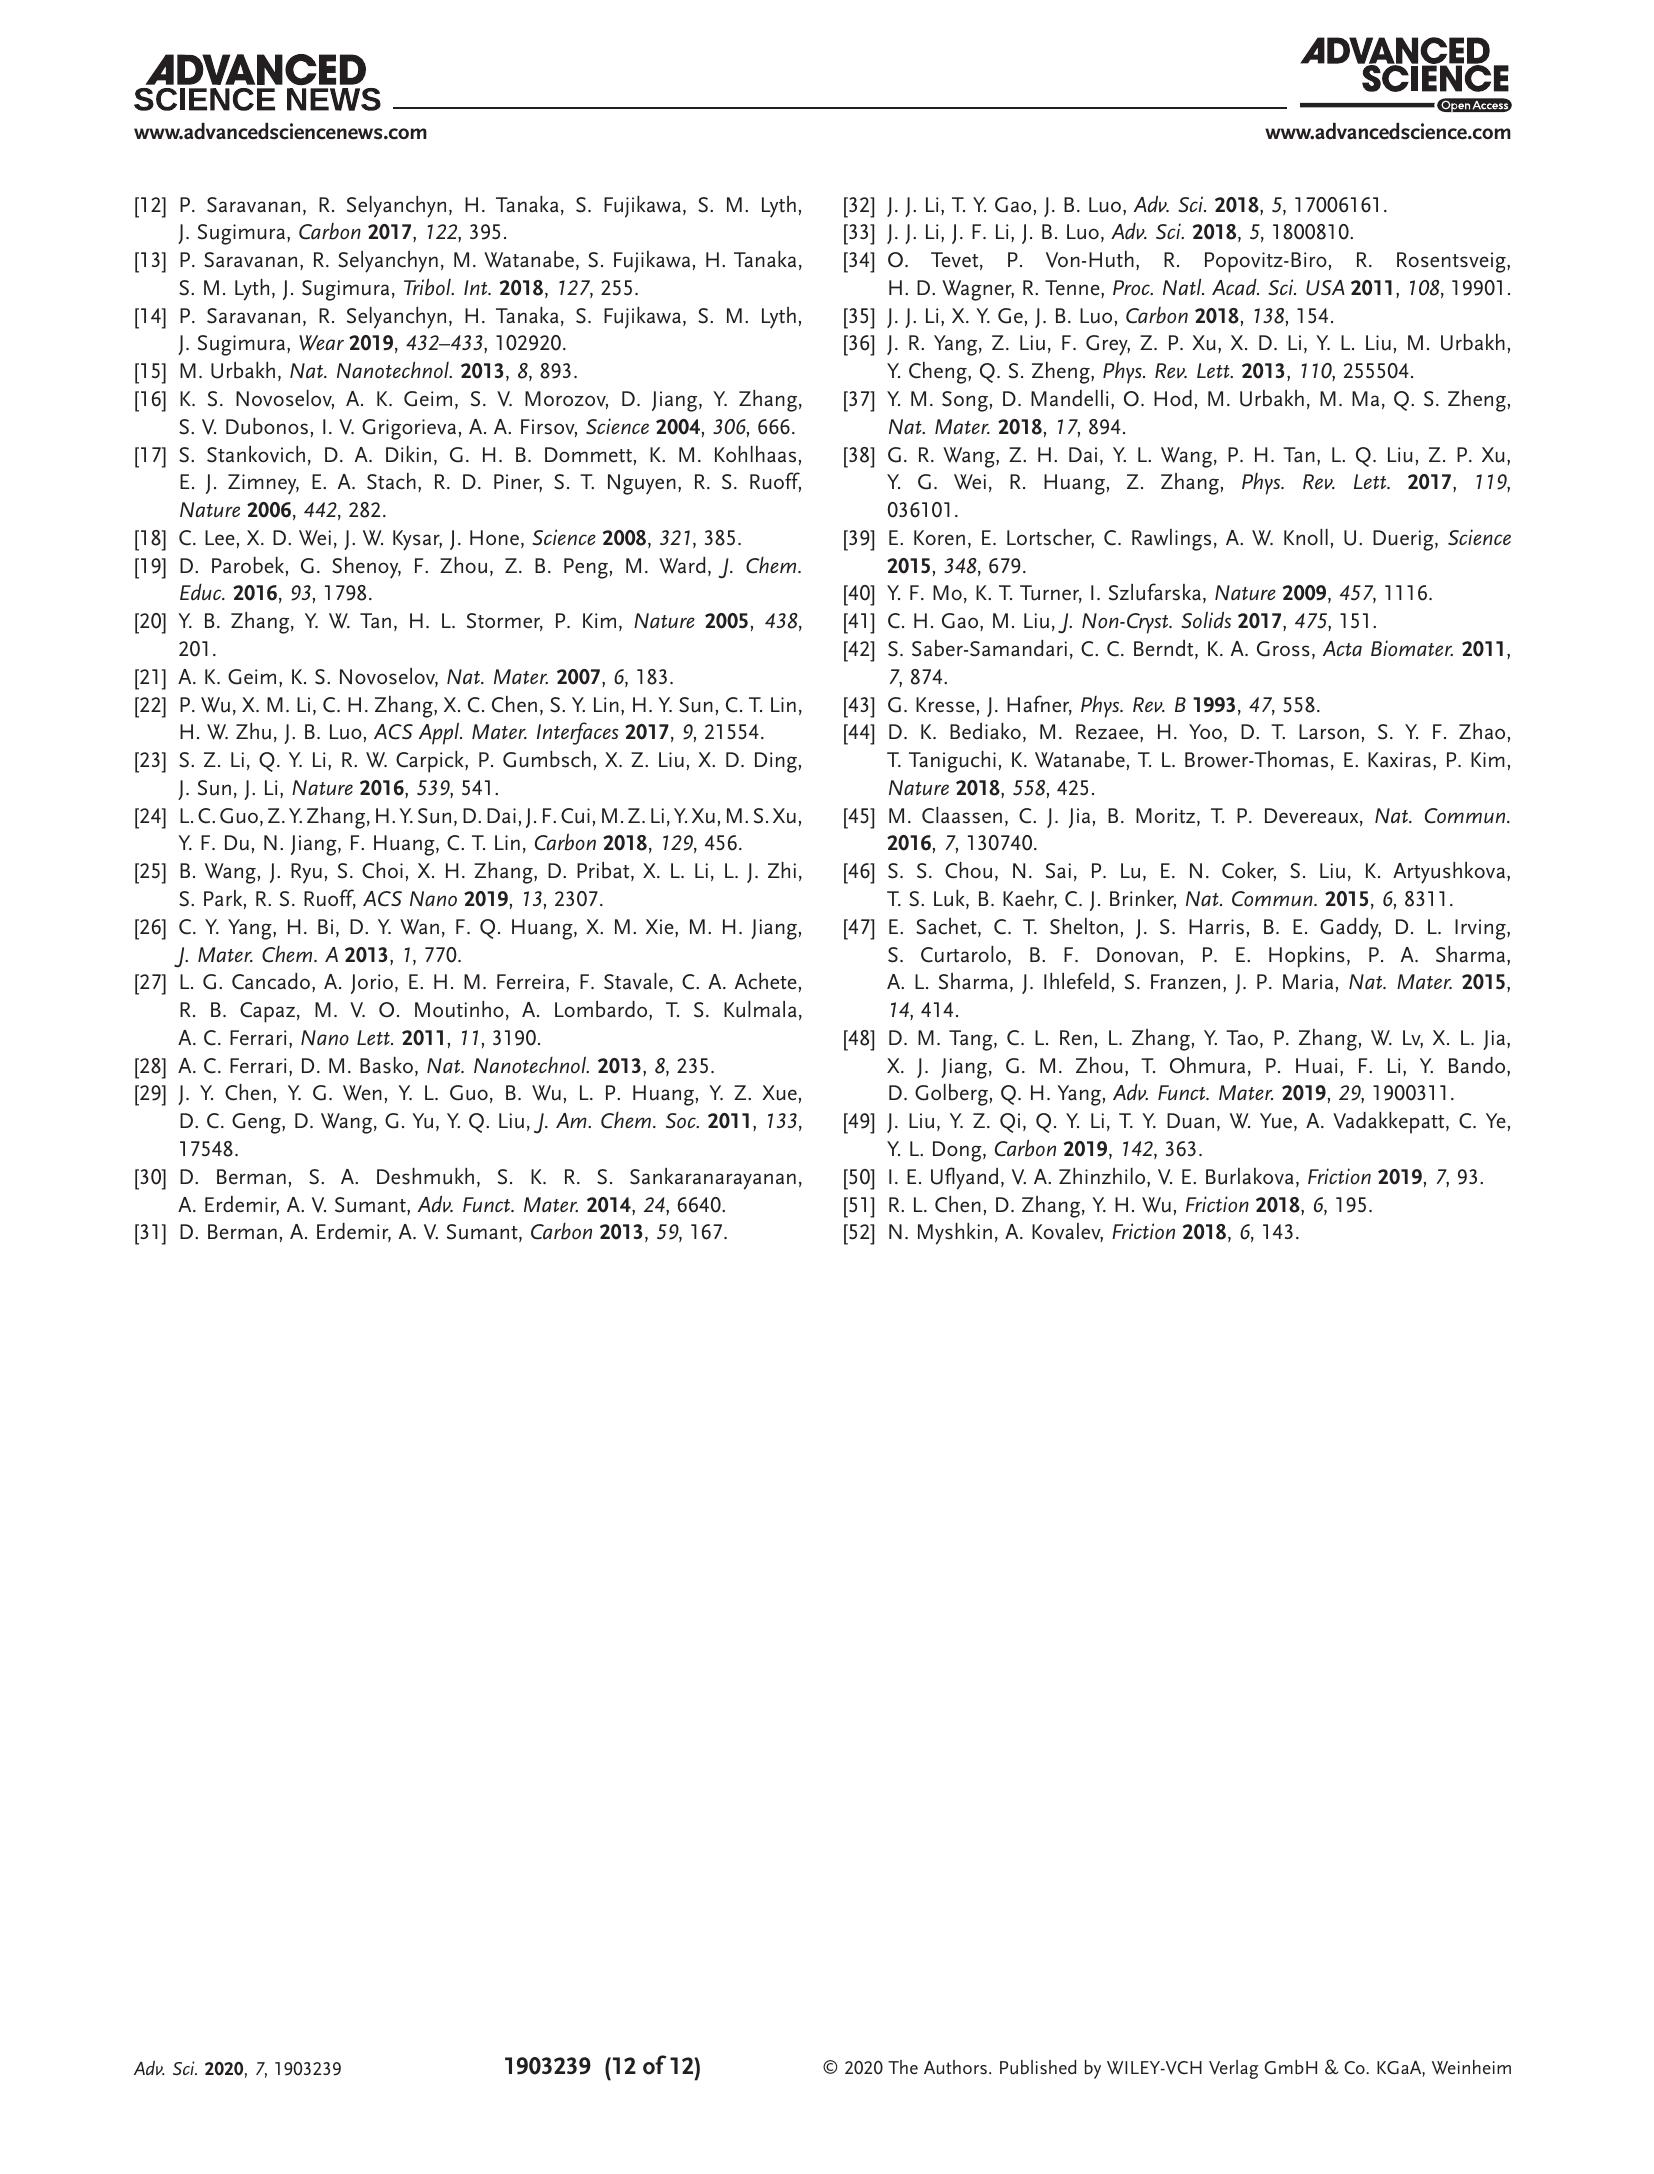 ADVANCED
SCIENCE NEWS
www.advancedsciencenews.com
ADVANCED
SCIENCE
Open Access
www.advancedscience.com
[12] P. Saravanan, R. Selyanchyn, H. Tanaka, S. Fujikawa, S. M. Lyth,
J. Sugimura, Carbon 2017, 122, 395.
[13] P. Saravanan, R. Selyanchyn, M. Watanabe, S. Fujikawa, H. Tanaka,
S. M. Lyth, J. Sugimura, Tribol. Int. 2018, 127, 255.
[14] P. Saravanan, R. Selyanchyn, H. Tanaka, S. Fujikawa, S. M. Lyth,
J. Sugimura, Wear 2019, 432–433, 102920.
[15] M. Urbakh, Nat. Nanotechnol. 2013, 8, 893.
[16] K. S. Novoselov, A. K. Geim, S. V. Morozov, D. Jiang, Y. Zhang,
S. V. Dubonos, I. V. Grigorieva, A. A. Firsov, Science 2004, 306, 666.
[17] S. Stankovich, D. A. Dikin, G. H. B. Dommett, K. M. Kohlhaas,
E. J. Zimney, E. A. Stach, R. D. Piner, S. T. Nguyen, R. S. Ruoff,
Nature 2006, 442, 282.
[18] C. Lee, X. D. Wei, J. W. Kysar, J. Hone, Science 2008, 321, 385.
[19] D. Parobek, G. Shenoy, F. Zhou, Z. B. Peng, M. Ward, J. Chem.
Educ. 2016, 93, 1798.
[20] Y. B. Zhang, Y. W. Tan, H. L. Stormer, P. Kim, Nature 2005, 438,
201.
[21] A. K. Geim, K. S. Novoselov, Nat. Mater. 2007, 6, 183.
[22] P. Wu, X. M. Li, C. H. Zhang, X. C. Chen, S. Y. Lin, H. Y. Sun, C. T. Lin,
H. W. Zhu, J. B. Luo, ACS Appl. Mater. Interfaces 2017, 9, 21554.
[23] S. Z. Li, Q. Y. Li, R. W. Carpick, P. Gumbsch, X. Z. Liu, X. D. Ding,
J. Sun, J. Li, Nature 2016, 539, 541.
[24] L. C. Guo, Z. Y. Zhang, H. Y. Sun, D. Dai, J. F. Cui, M. Z. Li, Y. Xu, M. S. Xu,
Y. F. Du, N. Jiang, F. Huang, C. T. Lin, Carbon 2018, 129, 456.
[25] B. Wang, J. Ryu, S. Choi, X. H. Zhang, D. Pribat, X. L. Li, L. J. Zhi,
S. Park, R. S. Ruoff, ACS Nano 2019, 13, 2307.
[26] C. Y. Yang, H. Bi, D. Y. Wan, F. Q. Huang, X. M. Xie, M. H. Jiang,
J. Mater. Chem. A 2013, 1, 770.
[27] L. G. Cancado, A. Jorio, E. H. M. Ferreira, F. Stavale, C. A. Achete,
R. B. Capaz, M. V. O. Moutinho, A. Lombardo, T. S. Kulmala,
A. C. Ferrari, Nano Lett. 2011, 11, 3190.
[28] A. C. Ferrari, D. M. Basko, Nat. Nanotechnol. 2013, 8, 235.
[29] J. Y. Chen, Y. G. Wen, Y. L. Guo, B. Wu, L. P. Huang, Y. Z. Xue,
D. C. Geng, D. Wang, G. Yu, Y. Q. Liu, J. Am. Chem. Soc. 2011, 133,
17548.
[30] D. Berman, S. A. Deshmukh, S. K. R. S. Sankaranarayanan,
A. Erdemir, A. V. Sumant, Adv. Funct. Mater. 2014, 24, 6640.
[31] D. Berman, A. Erdemir, A. V. Sumant, Carbon 2013, 59, 167.
[32] J. J. Li, T. Y. Gao, J. B. Luo, Adv. Sci. 2018, 5, 17006161.
[33] J. J. Li, J. F. Li, J. B. Luo, Adv. Sci. 2018, 5, 1800810.
[34] O. Tevet, P. Von-Huth, R. Popovitz-Biro, R. Rosentsveig,
H. D. Wagner, R. Tenne, Proc. Natl. Acad. Sci. USA 2011, 108, 19901.
[35] J. J. Li, X. Y. Ge, J. B. Luo, Carbon 2018, 138, 154.
[36] J. R. Yang, Z. Liu, F. Grey, Z. P. Xu, X. D. Li, Y. L. Liu, M. Urbakh,
Y. Cheng, Q. S. Zheng, Phys. Rev. Lett. 2013, 110, 255504.
[37] Y. M. Song, D. Mandelli, O. Hod, M. Urbakh, M. Ma, Q. S. Zheng,
Nat. Mater. 2018, 17, 894.
[38] G. R. Wang, Z. H. Dai, Y. L. Wang, P. H. Tan, L. Q. Liu, Z. P. Xu,
Y. G. Wei, R. Huang, Z. Zhang, Phys. Rev. Lett. 2017, 119,
036101.
[39] E. Koren, E. Lortscher, C. Rawlings, A. W. Knoll, U. Duerig, Science
2015, 348, 679.
[40] Y. F. Mo, K. T. Turner, I. Szlufarska, Nature 2009, 457, 1116.
[41] C. H. Gao, M. Liu, J. Non-Cryst. Solids 2017, 475, 151.
[42] S. Saber-Samandari, C. C. Berndt, K. A. Gross, Acta Biomater. 2011,
7, 874.
[43] G. Kresse, J. Hafner, Phys. Rev. B 1993, 47, 558.
[44] D. K. Bediako, M. Rezaee, H. Yoo, D. T. Larson, S. Y. F. Zhao,
T. Taniguchi, K. Watanabe, T. L. Brower-Thomas, E. Kaxiras, P. Kim,
Nature 2018, 558, 425.
[45] M. Claassen, C. J. Jia, B. Moritz, T. P. Devereaux, Nat. Commun.
2016, 7, 130740.
[46] S. S. Chou, N. Sai, P. Lu, E. N. Coker, S. Liu, K. Artyushkova,
T. S. Luk, B. Kaehr, C. J. Brinker, Nat. Commun. 2015, 6, 8311.
[47] E. Sachet, C. T. Shelton, J. S. Harris, B. E. Gaddy, D. L. Irving,
S. Curtarolo, B. F. Donovan, P. E. Hopkins, P. A. Sharma,
A. L. Sharma, J. Ihlefeld, S. Franzen, J. P. Maria, Nat. Mater. 2015,
14, 414.
[48] D. M. Tang, C. L. Ren, L. Zhang, Y. Tao, P. Zhang, W. Lv, X. L. Jia,
X. J. Jiang, G. M. Zhou, T. Ohmura, P. Huai, F. Li, Y. Bando,
D. Golberg, Q. H. Yang, Adv. Funct. Mater. 2019, 29, 1900311.
[49] J. Liu, Y. Z. Qi, Q. Y. Li, T. Y. Duan, W. Yue, A. Vadakkepatt, C. Ye,
Y. L. Dong, Carbon 2019, 142, 363.
[50] I. E. Uflyand, V. A. Zhinzhilo, V. E. Burlakova, Friction 2019, 7, 93.
[51] R. L. Chen, D. Zhang, Y. H. Wu, Friction 2018, 6, 195.
[52] N. Myshkin, A. Kovalev, Friction 2018, 6, 143.
Adv. Sci. 2020, 7, 1903239
1903239 (12 of 12)
© 2020 The Authors. Published by WILEY-VCH Verlag GmbH & Co. KGaA, Weinheim